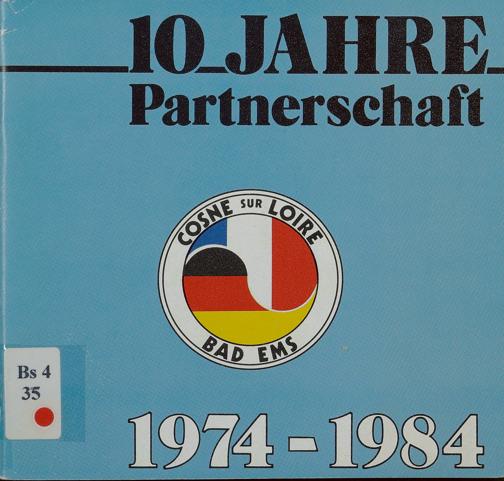 10 JAHRE
Partnerschaft
COSNE SUR LOIRE
BAD EMS
Bs 4
35
1974-1984